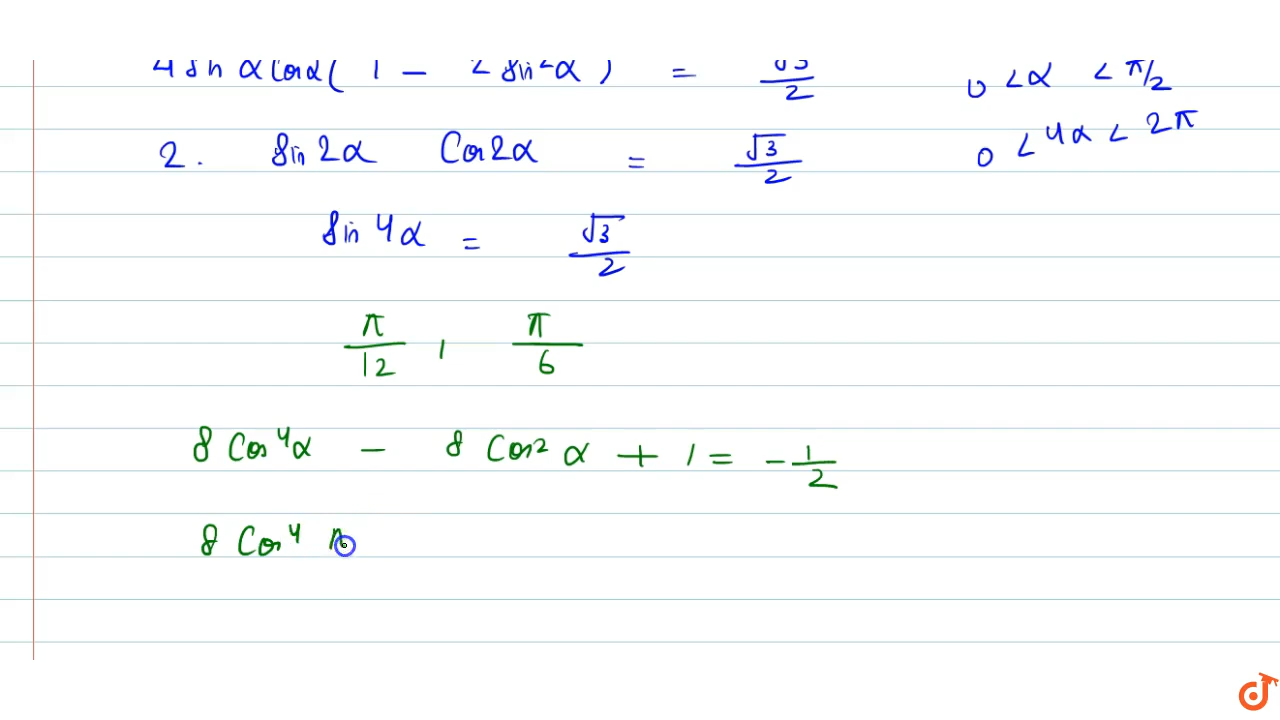 4 sin α cos α ( 1 - 2 sin²α ) = √3/2 0 < α < π/2
2. sin 2α cos 2α = √3/2 0 < 4α < 2π
sin 4α = √3/2
π/12 , π/6
8 cos⁴α - 8 cos² α + 1 = - 1/2
8 cos⁴